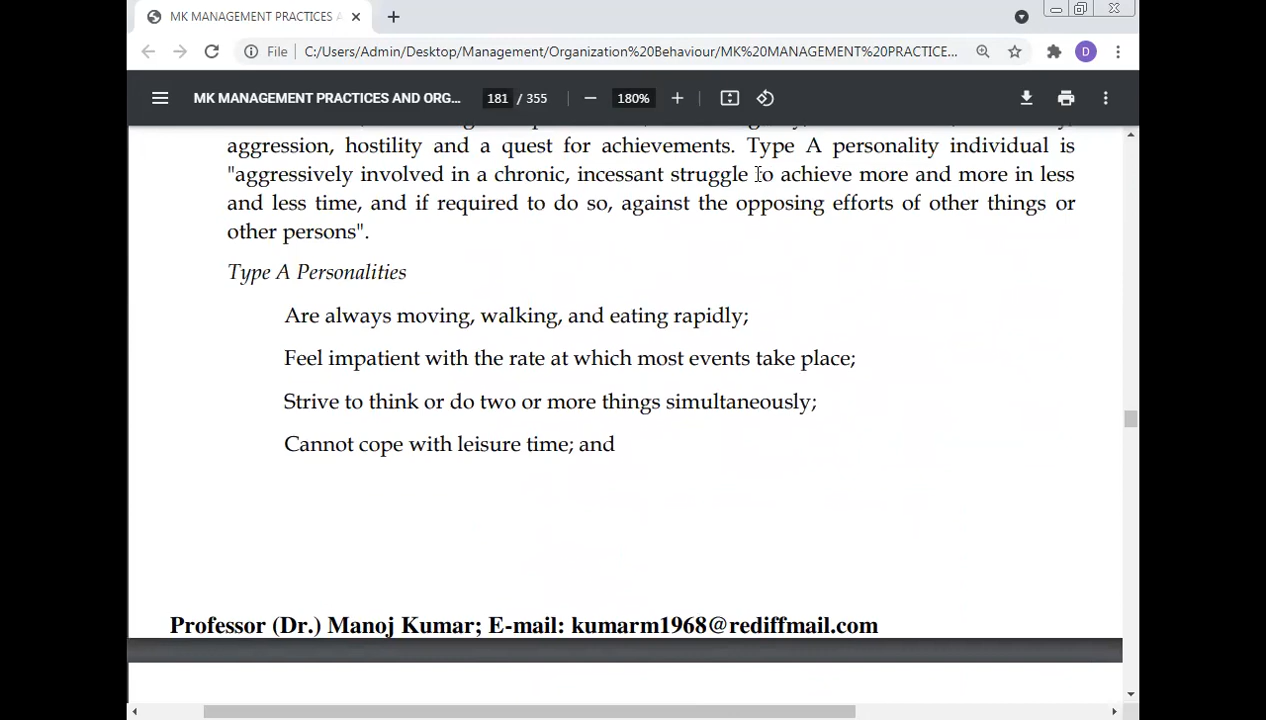 MK MANAGEMENT PRACTICES A
File C:/Users/Admin/Desktop/Management/Organization%20Behaviour/MK%20MANAGEMENT%20PRACTICE...
D
MK MANAGEMENT PRACTICES AND ORG... 181 / 355 180%
aggression, hostility and a quest for achievements. Type A personality individual is
"aggressively involved in a chronic, incessant struggle to achieve more and more in less
and less time, and if required to do so, against the opposing efforts of other things or
other persons".
Type A Personalities
Are always moving, walking, and eating rapidly;
Feel impatient with the rate at which most events take place;
Strive to think or do two or more things simultaneously;
Cannot cope with leisure time; and
Professor (Dr.) Manoj Kumar; E-mail: kumarm1968@rediffmail.com